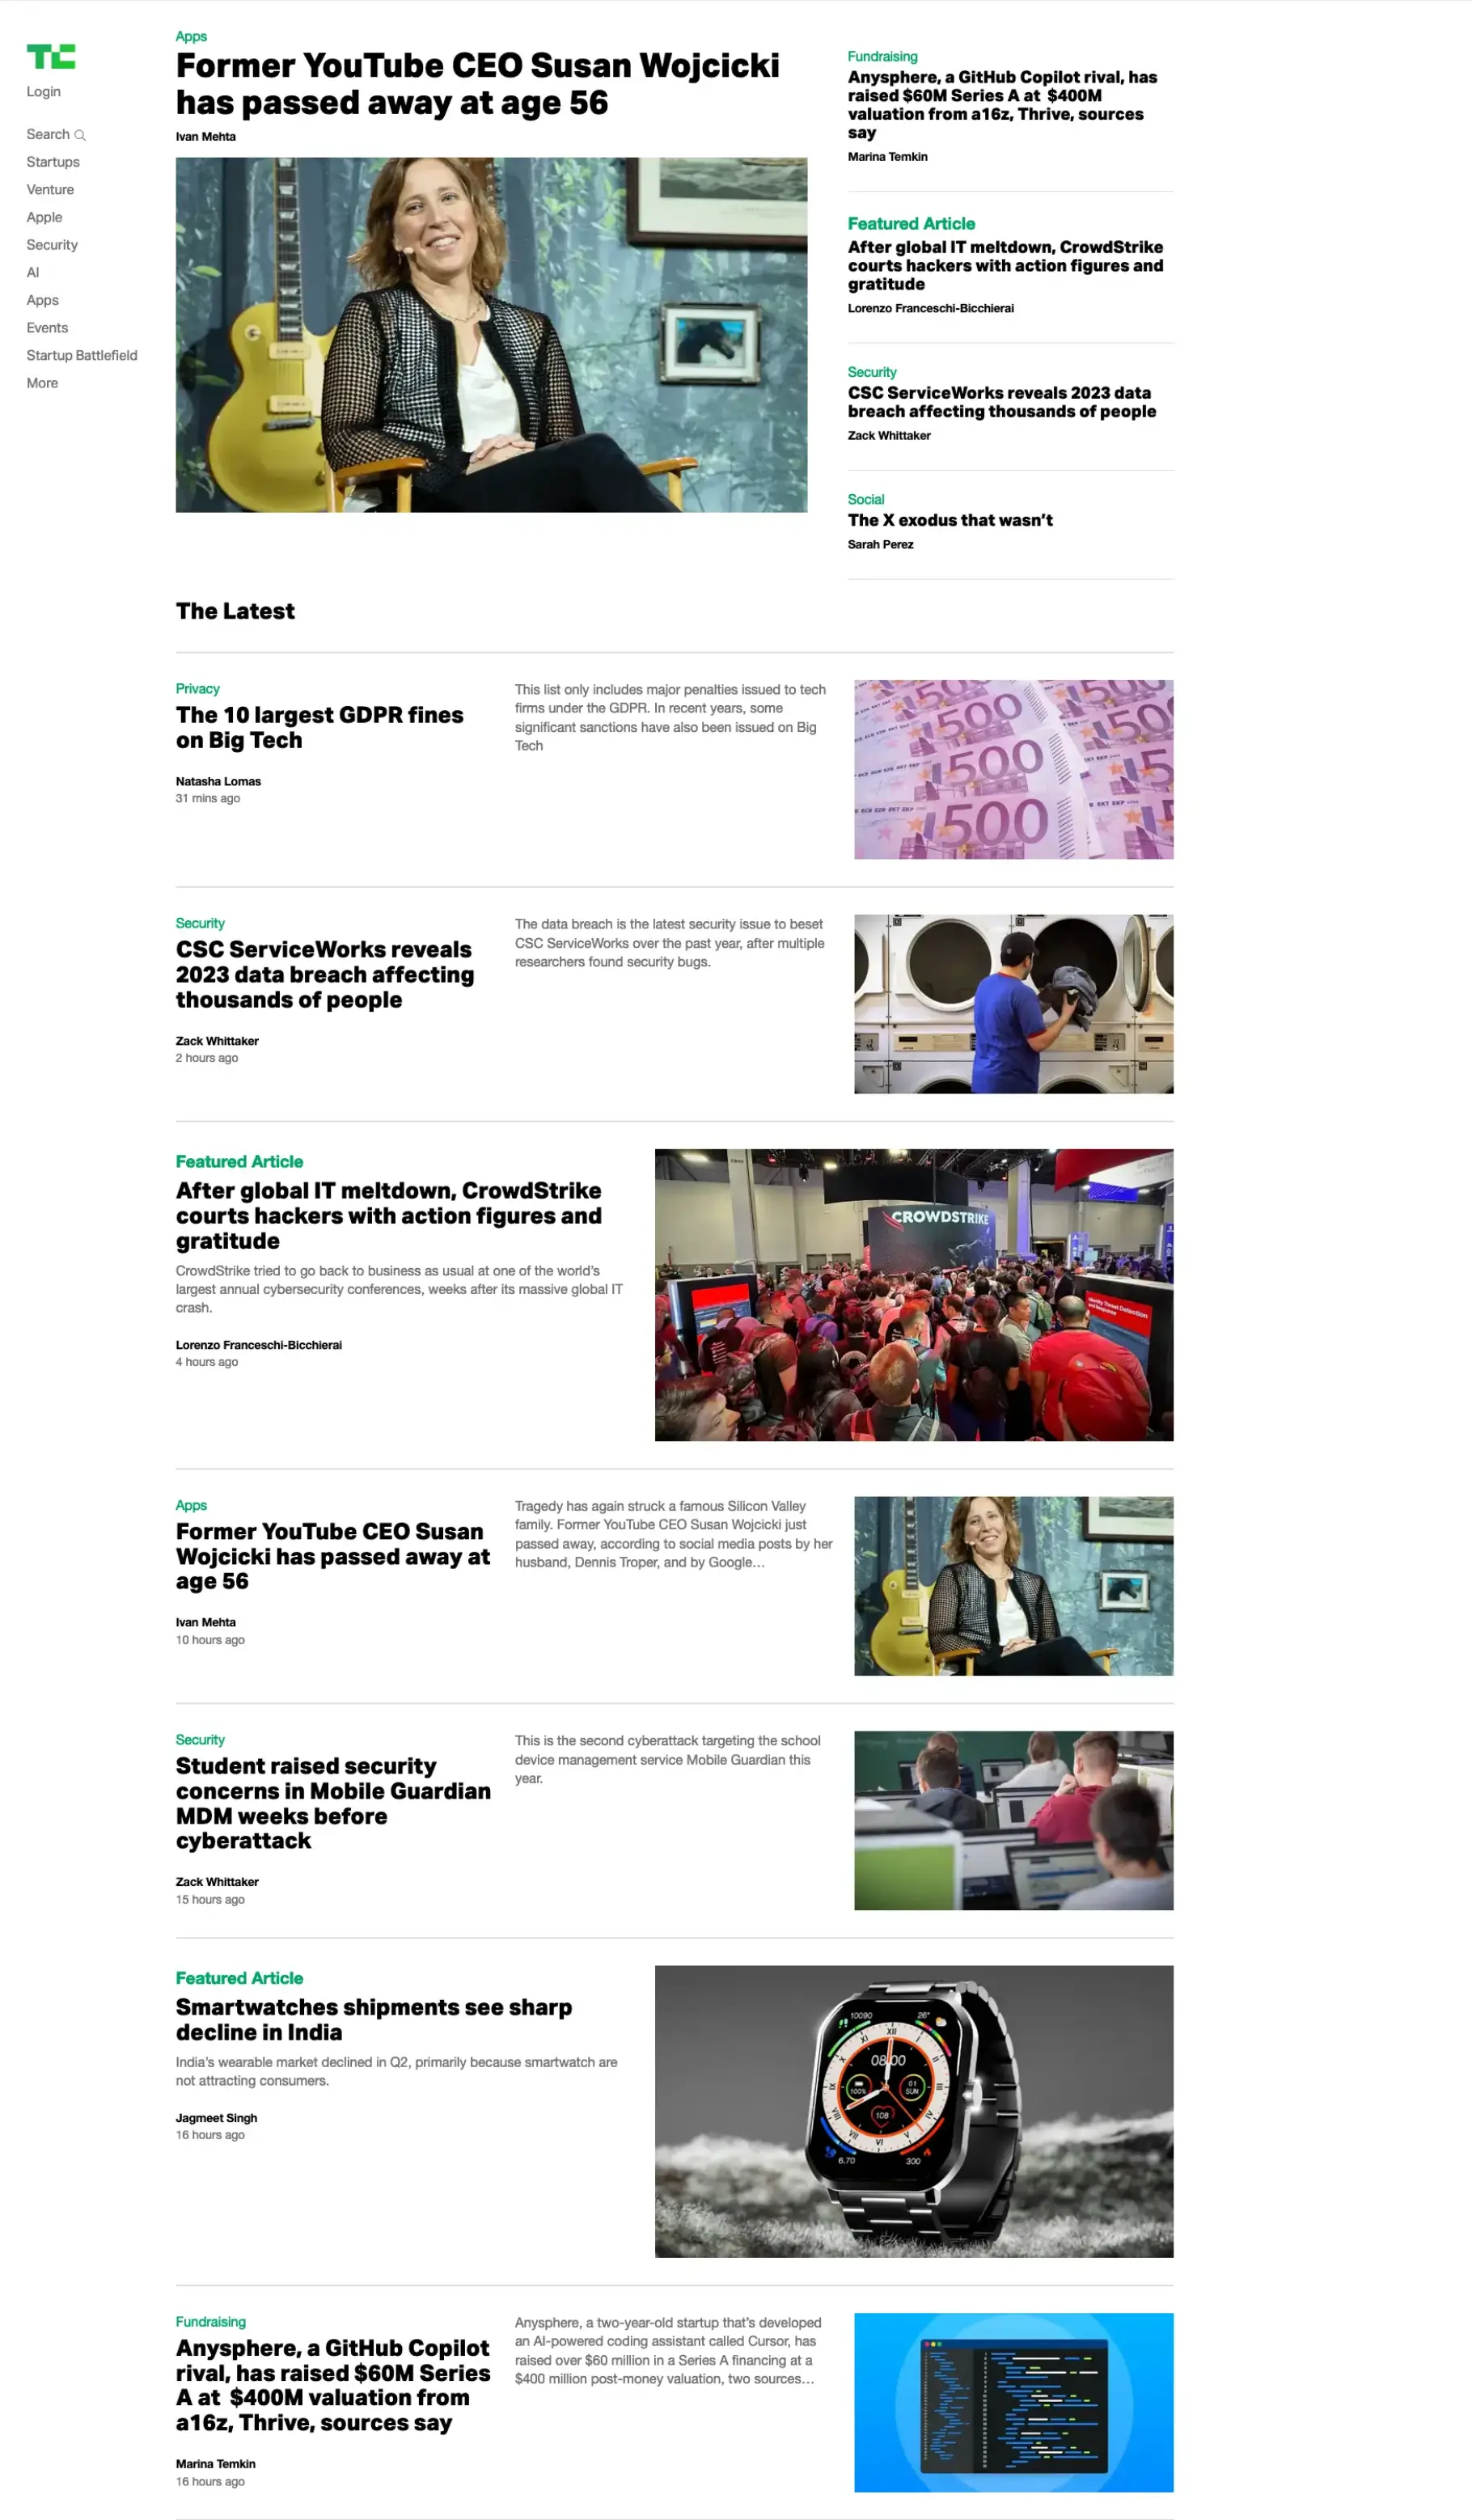 TC
Login
Search
Startups
Venture
Apple
Security
AI
Apps
Events
Startup Battlefield
More
Apps
Former YouTube CEO Susan Wojcicki
has passed away at age 56
Ivan Mehta
Fundraising
Anysphere, a GitHub Copilot rival, has
raised $60M Series A at $400M
valuation from a16z, Thrive, sources
say
Marina Temkin
Featured Article
After global IT meltdown, CrowdStrike
courts hackers with action figures and
gratitude
Lorenzo Franceschi-Bicchierai
Security
CSC ServiceWorks reveals 2023 data
breach affecting thousands of people
Zack Whittaker
Social
The X exodus that wasn’t
Sarah Perez
The Latest
Privacy
The 10 largest GDPR fines
on Big Tech
Natasha Lomas
31 mins ago
This list only includes major penalties issued to tech
firms under the GDPR. In recent years, some
significant sanctions have also been issued on Big
Tech
500
500
Security
CSC ServiceWorks reveals
2023 data breach affecting
thousands of people
Zack Whittaker
2 hours ago
The data breach is the latest security issue to beset
CSC ServiceWorks over the past year, after multiple
researchers found security bugs.
Featured Article
After global IT meltdown, CrowdStrike
courts hackers with action figures and
gratitude
CrowdStrike tried to go back to business as usual at one of the world’s
largest annual cybersecurity conferences, weeks after its massive global IT
crash.
Lorenzo Franceschi-Bicchierai
4 hours ago
CROWDSTRIKE
Identity Threat Detection
and Response
Apps
Former YouTube CEO Susan
Wojcicki has passed away at
age 56
Ivan Mehta
10 hours ago
Tragedy has again struck a famous Silicon Valley
family. Former YouTube CEO Susan Wojcicki just
passed away, according to social media posts by her
husband, Dennis Troper, and by Google…
Security
Student raised security
concerns in Mobile Guardian
MDM weeks before
cyberattack
Zack Whittaker
15 hours ago
This is the second cyberattack targeting the school
device management service Mobile Guardian this
year.
Featured Article
Smartwatches shipments see sharp
decline in India
India’s wearable market declined in Q2, primarily because smartwatch are
not attracting consumers.
Jagmeet Singh
16 hours ago
10090
26°
08:00
100%
01
SUN
108
6.70
300
Fundraising
Anysphere, a GitHub Copilot
rival, has raised $60M Series
A at $400M valuation from
a16z, Thrive, sources say
Marina Temkin
16 hours ago
Anysphere, a two-year-old startup that’s developed
an AI-powered coding assistant called Cursor, has
raised over $60 million in a Series A financing at a
$400 million post-money valuation, two sources…